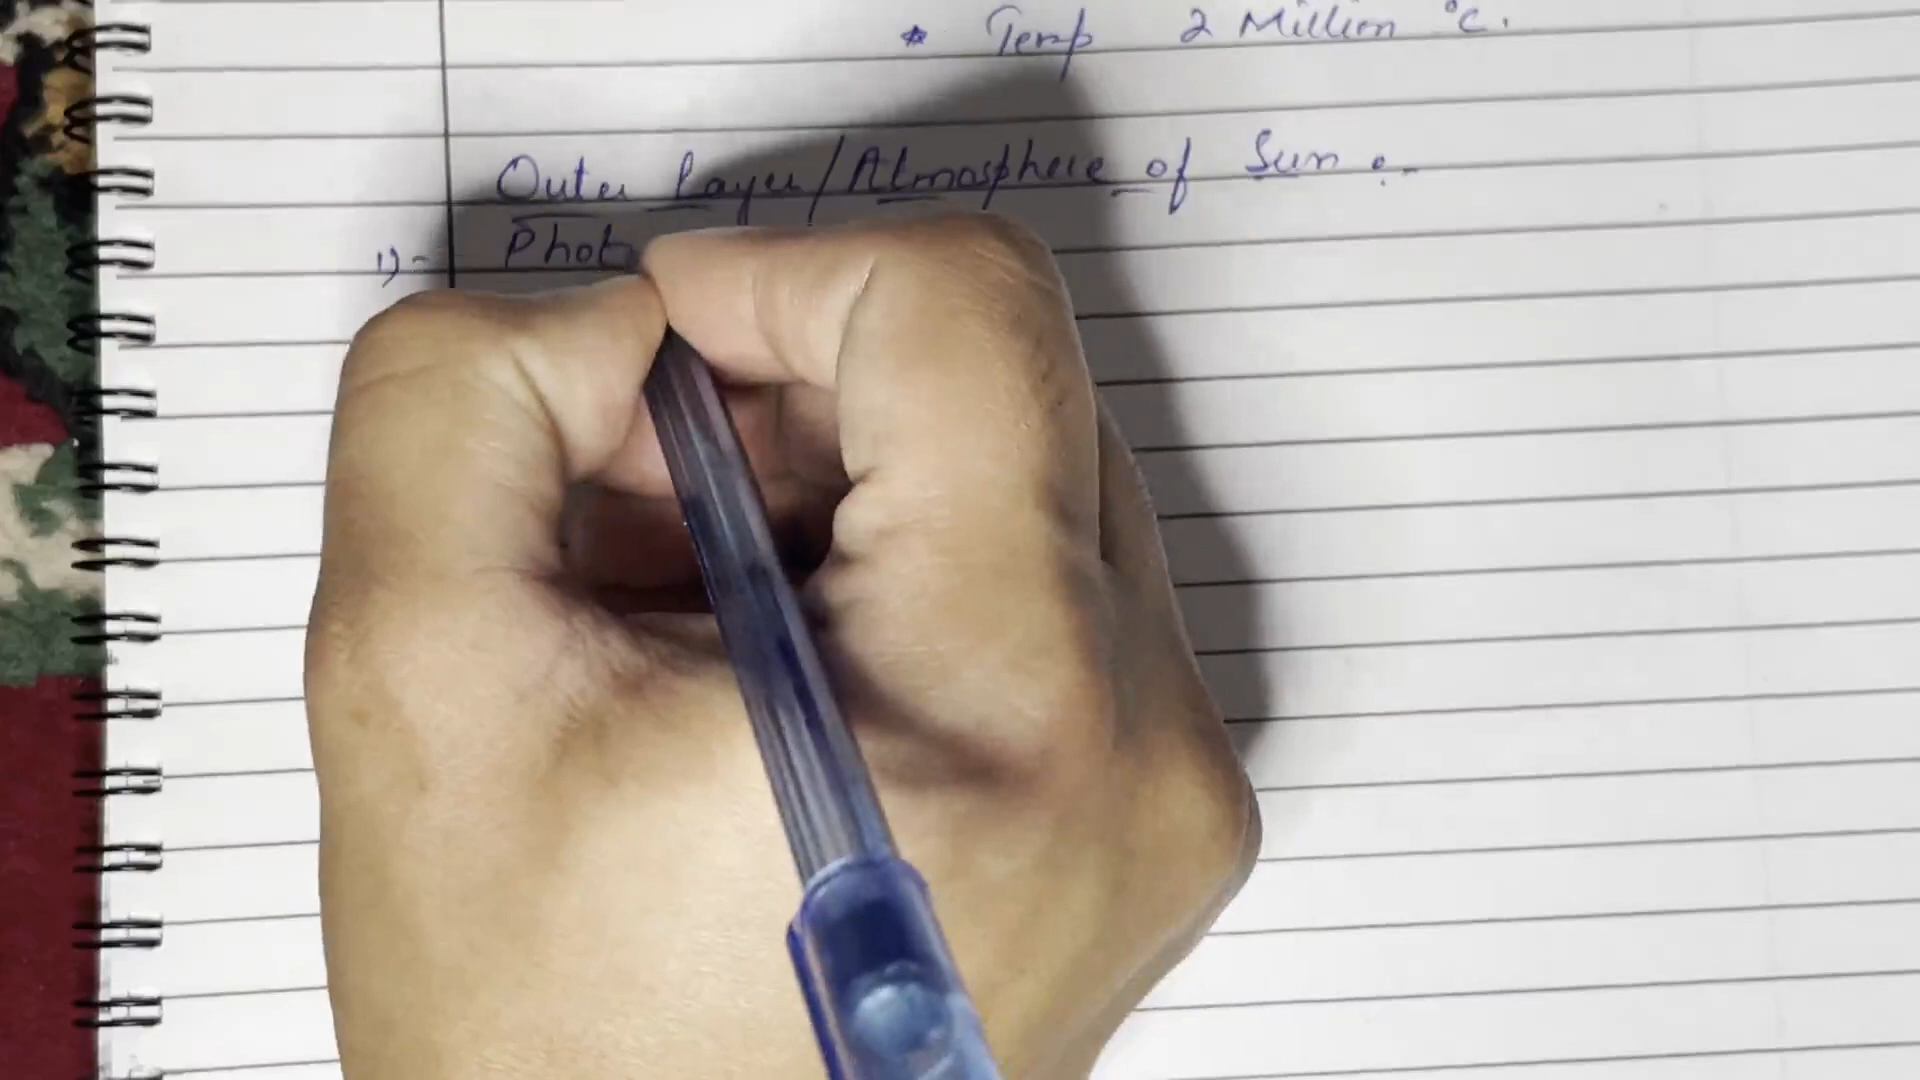 * Temp 2 Million °C.
Outer Layer/Atmosphere of Sun :-
1) - Phot